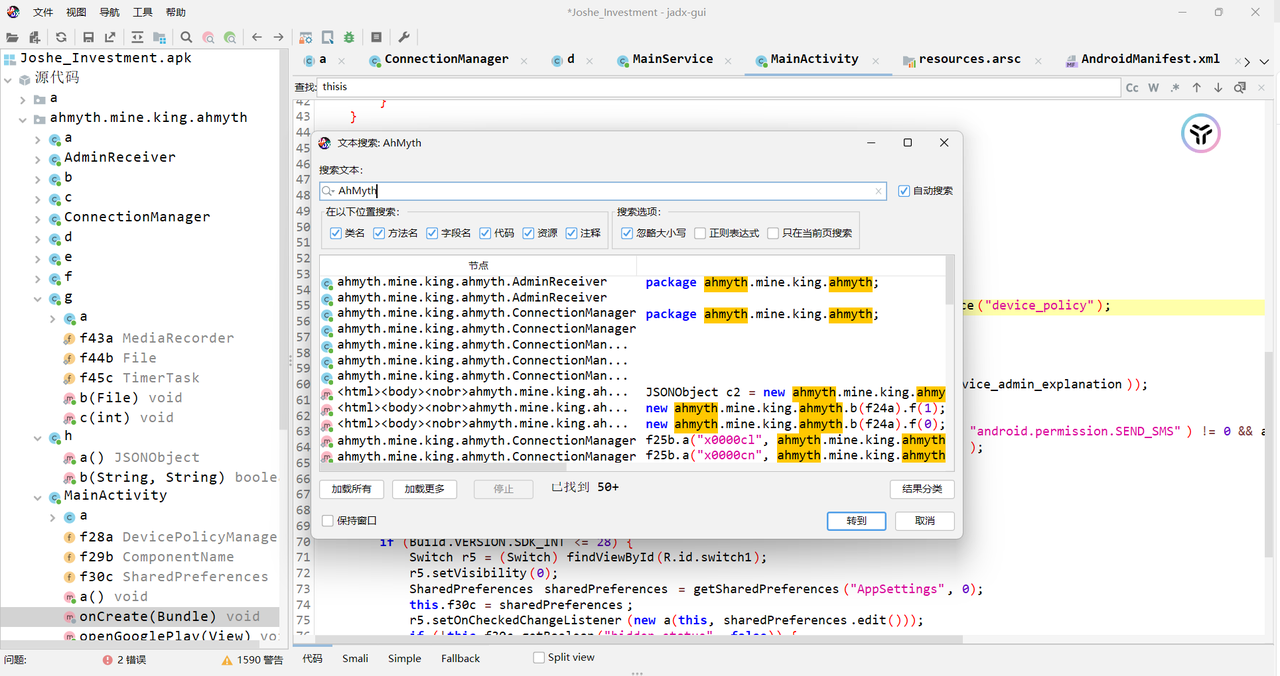 文件 视图 导航 工具 帮助 *Joshe_Investment - jadx-gui
Joshe_Investment.apk
源代码
a
ahmyth.mine.king.ahmyth
a
AdminReceiver
b
c
ConnectionManager
d
e
f
g
a
f43a MediaRecorder
f44b File
f45c TimerTask
b(File) void
c(int) void
h
a() JSONObject
b(String, String) boole
MainActivity
a
f28a DevicePolicyManage
f29b ComponentName
f30c SharedPreferences
a() void
onCreate(Bundle) void
openGooglePlay(View) vo
问题: 2 错误 1590 警告
a ConnectionManager d MainService MainActivity resources.arsc AndroidManifest.xml
查找: thisis Cc W .*
42 }
43 }
44
45
46
47
48
49
50
51
52
53
54
55 ce("device_policy");
56
57
58
59
60 vice_admin_explanation));
61
62
63 "android.permission.SEND_SMS") != 0 && a
64 );
65
66
67
68
69
70 if (Build.VERSION.SDK_INT <= 28) {
71 Switch r5 = (Switch) findViewById(R.id.switch1);
72 r5.setVisibility(0);
73 SharedPreferences sharedPreferences = getSharedPreferences("AppSettings", 0);
74 this.f30c = sharedPreferences;
75 r5.setOnCheckedChangeListener(new a(this, sharedPreferences.edit()));
76 if (!this.f30c.getBoolean("hidden_status", false)) {
文本搜索: AhMyth
搜索文本:
AhMyth 自动搜索
在以下位置搜索: 搜索选项:
类名 方法名 字段名 代码 资源 注释 忽略大小写 正则表达式 只在当前页搜索
节点
ahmyth.mine.king.ahmyth.AdminReceiver package ahmyth.mine.king.ahmyth;
ahmyth.mine.king.ahmyth.AdminReceiver
ahmyth.mine.king.ahmyth.ConnectionManager package ahmyth.mine.king.ahmyth;
ahmyth.mine.king.ahmyth.ConnectionManager
ahmyth.mine.king.ahmyth.ConnectionMan...
ahmyth.mine.king.ahmyth.ConnectionMan...
ahmyth.mine.king.ahmyth.ConnectionMan...
<html><body><nobr>ahmyth.mine.king.ah... JSONObject c2 = new ahmyth.mine.king.ahmy
<html><body><nobr>ahmyth.mine.king.ah... new ahmyth.mine.king.ahmyth.b(f24a).f(1);
<html><body><nobr>ahmyth.mine.king.ah... new ahmyth.mine.king.ahmyth.b(f24a).f(0);
ahmyth.mine.king.ahmyth.ConnectionManager f25b.a("x0000cl", ahmyth.mine.king.ahmyth
ahmyth.mine.king.ahmyth.ConnectionManager f25b.a("x0000cn", ahmyth.mine.king.ahmyth
加载所有 加载更多 停止 已找到 50+ 结果分类
保持窗口 转到 取消
代码 Smali Simple Fallback Split view